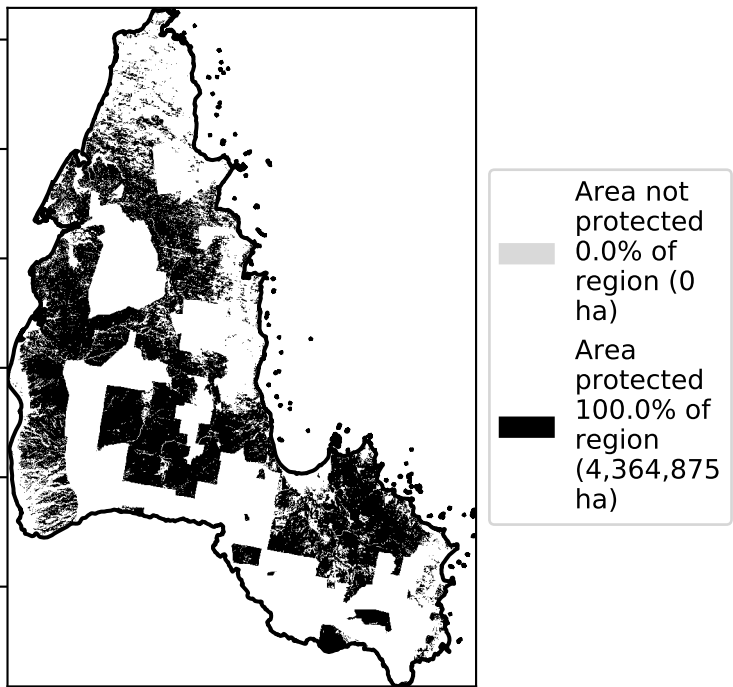 Area not
protected
0.0% of
region (0
ha)
Area
protected
100.0% of
region
(4,364,875
ha)